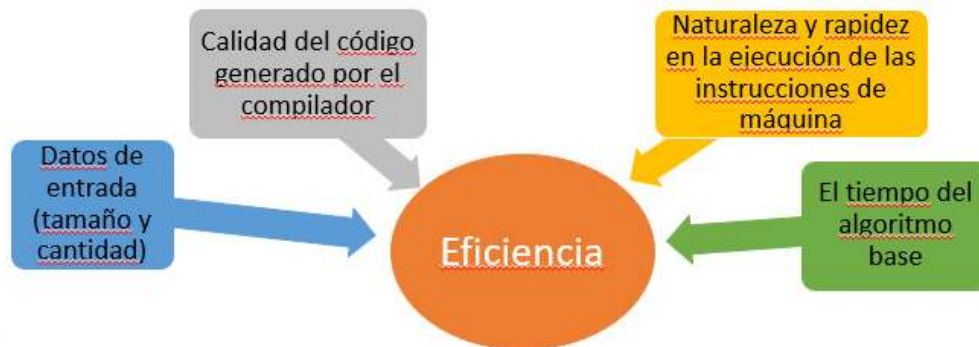 Calidad del código
generado por el
compilador
Naturaleza y rapidez
en la ejecución de las
instrucciones de
máquina
Datos de
entrada
(tamaño y
cantidad)
El tiempo del
algoritmo
base
Eficiencia